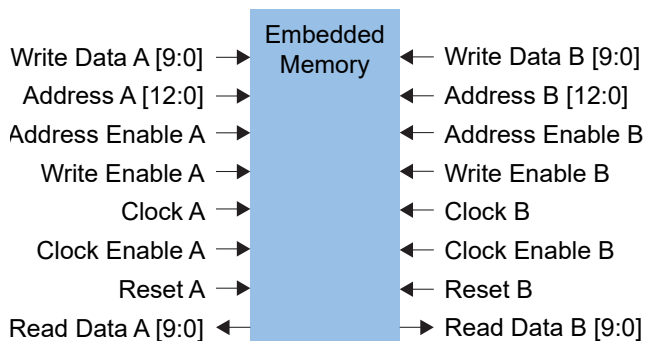 Embedded
Memory
Write Data A [9:0]
Address A [12:0]
Address Enable A
Write Enable A
Clock A
Clock Enable A
Reset A
Read Data A [9:0]
Write Data B [9:0]
Address B [12:0]
Address Enable B
Write Enable B
Clock B
Clock Enable B
Reset B
Read Data B [9:0]